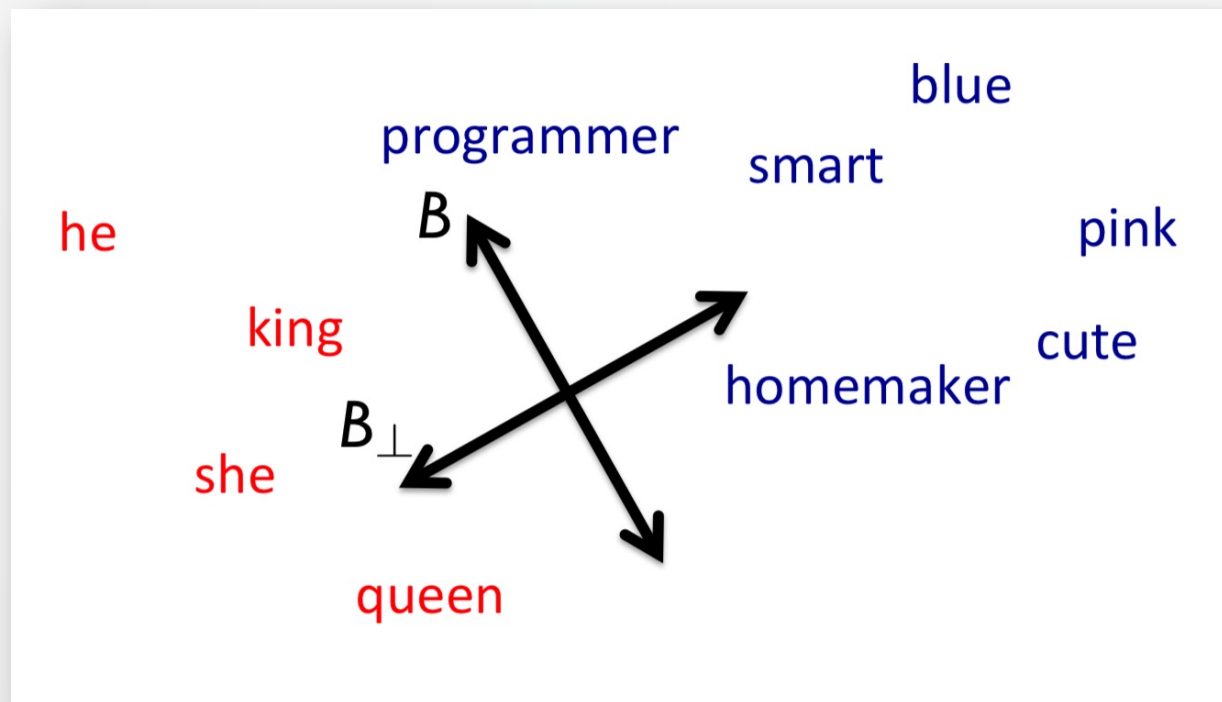 blue
programmer
smart
B
he
pink
king
cute
homemaker
B⊥
she
queen